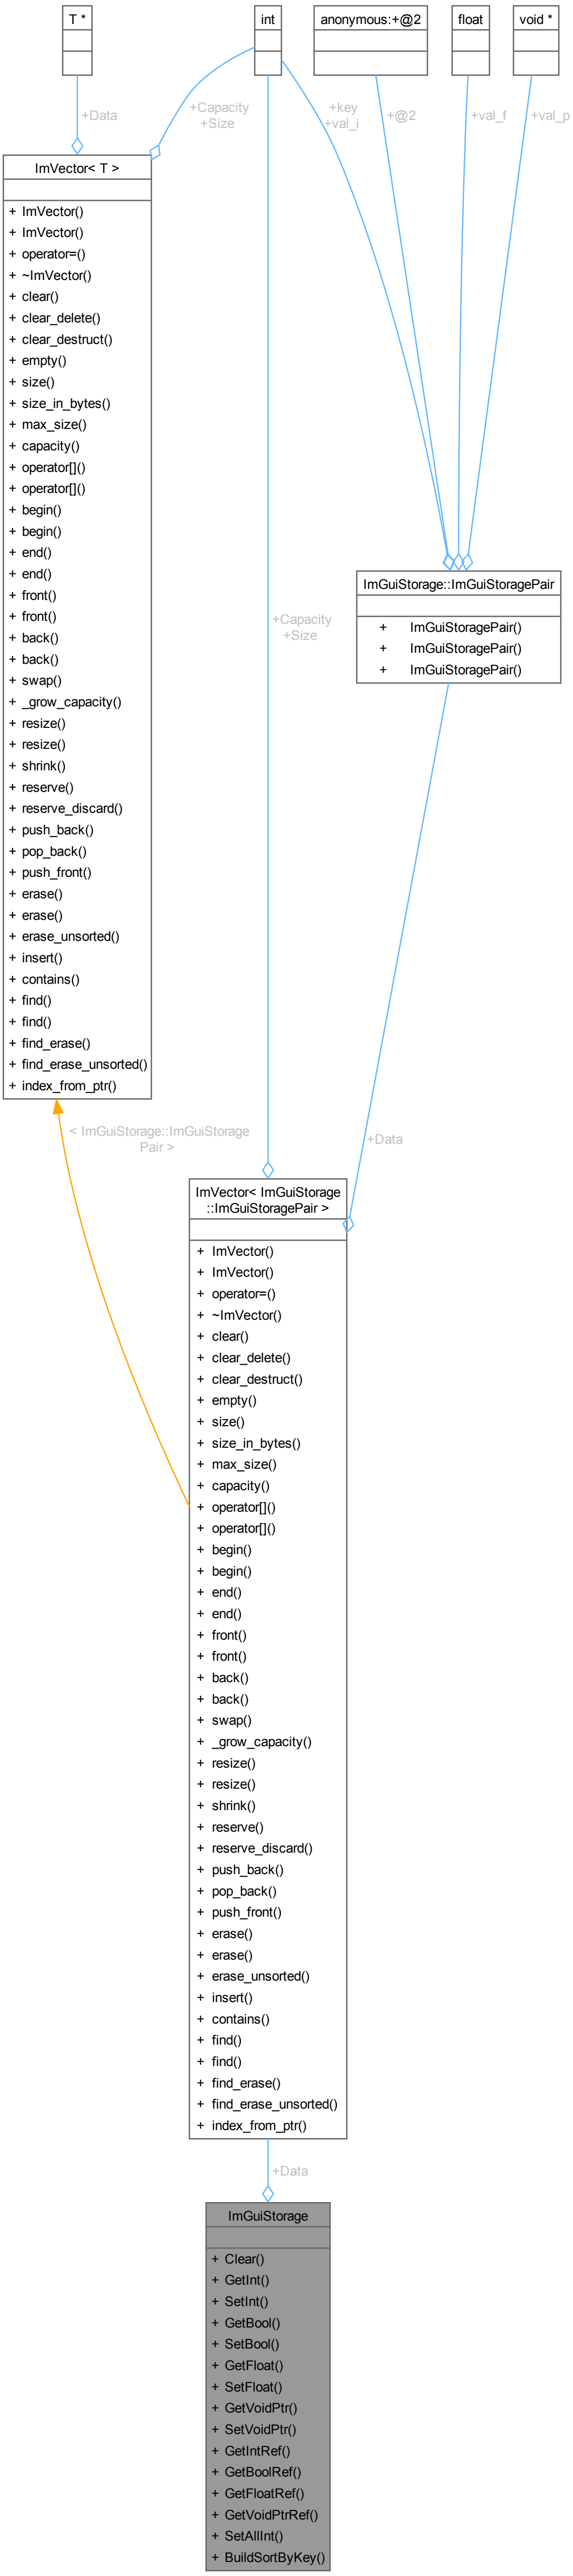 T *
int
anonymous:+@2
float
void *
+Data
+Capacity
+Size
+key
+val_i
+@2
+val_f
+val_p
ImVector< T >
+ ImVector()
+ ImVector()
+ operator=()
+ ~ImVector()
+ clear()
+ clear_delete()
+ clear_destruct()
+ empty()
+ size()
+ size_in_bytes()
+ max_size()
+ capacity()
+ operator[]()
+ operator[]()
+ begin()
+ begin()
+ end()
+ end()
+ front()
+ front()
+ back()
+ back()
+ swap()
+ _grow_capacity()
+ resize()
+ resize()
+ shrink()
+ reserve()
+ reserve_discard()
+ push_back()
+ pop_back()
+ push_front()
+ erase()
+ erase()
+ erase_unsorted()
+ insert()
+ contains()
+ find()
+ find()
+ find_erase()
+ find_erase_unsorted()
+ index_from_ptr()
ImGuiStorage::ImGuiStoragePair
+ ImGuiStoragePair()
+ ImGuiStoragePair()
+ ImGuiStoragePair()
+Capacity
+Size
< ImGuiStorage::ImGuiStorage
Pair >
+Data
ImVector< ImGuiStorage
::ImGuiStoragePair >
+ ImVector()
+ ImVector()
+ operator=()
+ ~ImVector()
+ clear()
+ clear_delete()
+ clear_destruct()
+ empty()
+ size()
+ size_in_bytes()
+ max_size()
+ capacity()
+ operator[]()
+ operator[]()
+ begin()
+ begin()
+ end()
+ end()
+ front()
+ front()
+ back()
+ back()
+ swap()
+ _grow_capacity()
+ resize()
+ resize()
+ shrink()
+ reserve()
+ reserve_discard()
+ push_back()
+ pop_back()
+ push_front()
+ erase()
+ erase()
+ erase_unsorted()
+ insert()
+ contains()
+ find()
+ find()
+ find_erase()
+ find_erase_unsorted()
+ index_from_ptr()
+Data
ImGuiStorage
+ Clear()
+ GetInt()
+ SetInt()
+ GetBool()
+ SetBool()
+ GetFloat()
+ SetFloat()
+ GetVoidPtr()
+ SetVoidPtr()
+ GetIntRef()
+ GetBoolRef()
+ GetFloatRef()
+ GetVoidPtrRef()
+ SetAllInt()
+ BuildSortByKey()